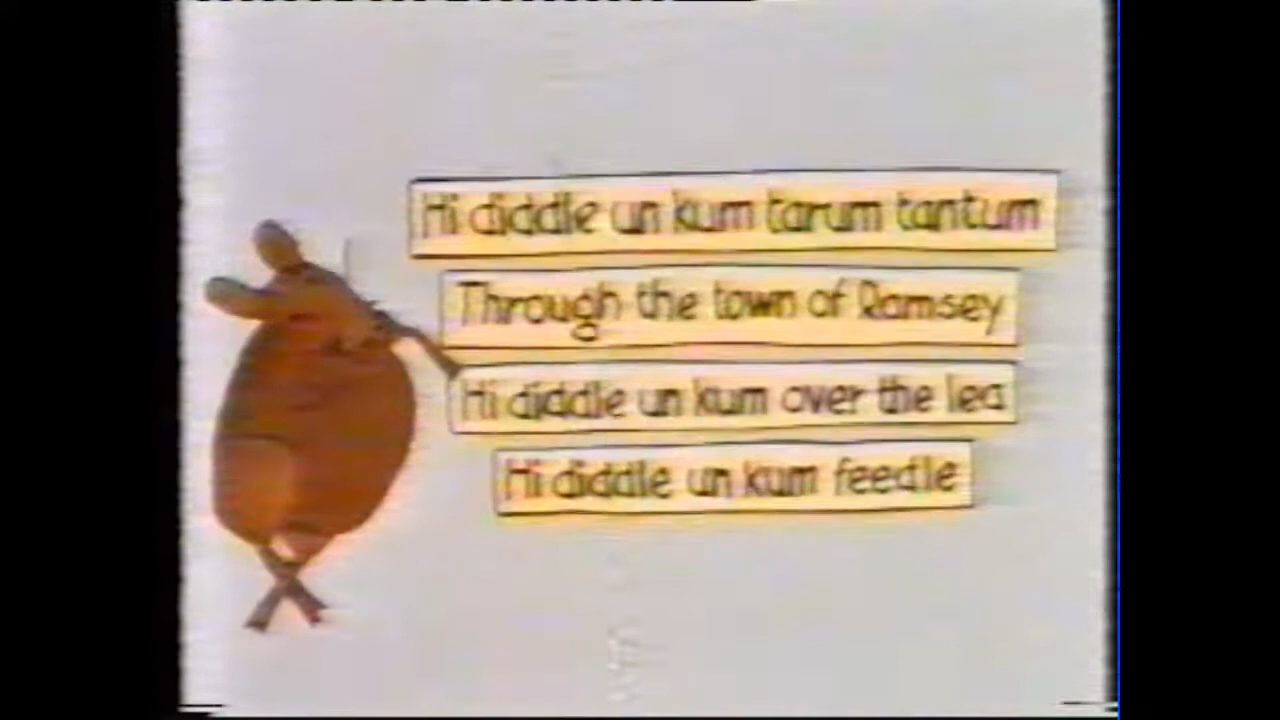 Hi diddle un kum tarum tantum
Through the town of Ramsey
Hi diddle un kum over the lea
Hi diddle un kum feedle